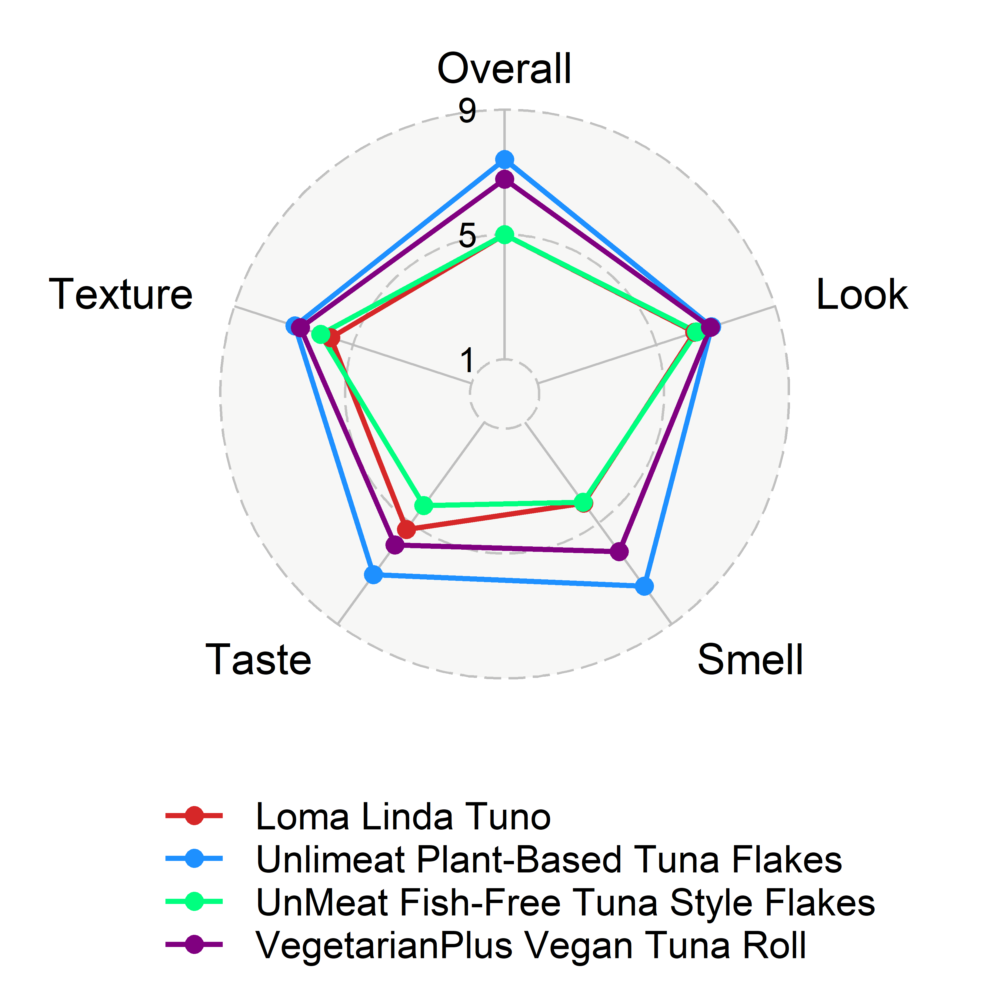 Overall
9
5
Texture
Look
1
Taste
Smell
Loma Linda Tuno
Unlimeat Plant-Based Tuna Flakes
UnMeat Fish-Free Tuna Style Flakes
VegetarianPlus Vegan Tuna Roll